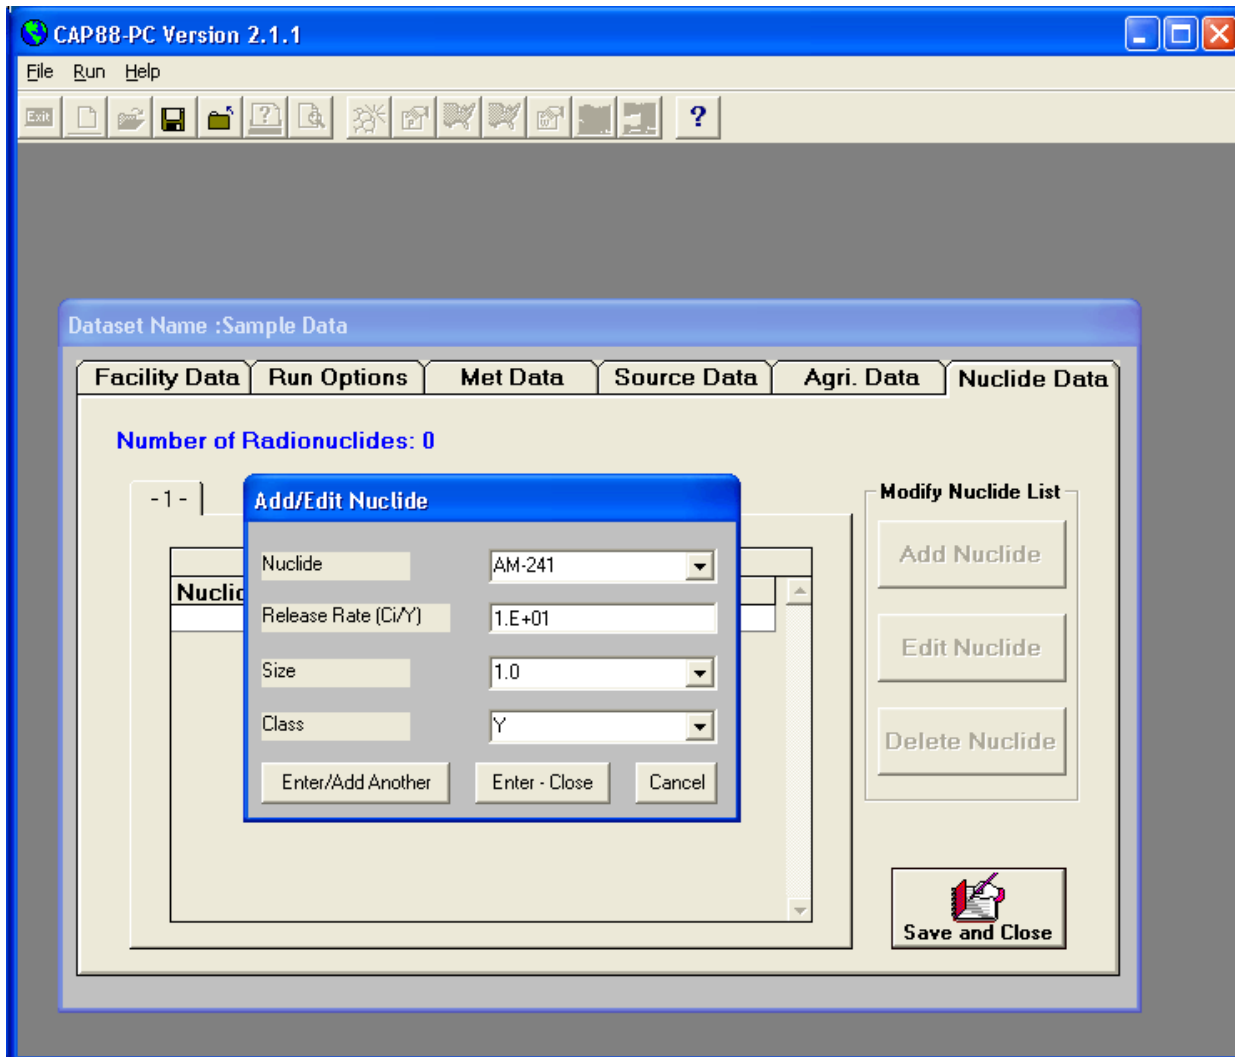 CAP88-PC Version 2.1.1
File Run Help
Exit
?
Dataset Name :Sample Data
Facility Data Run Options Met Data Source Data Agri. Data Nuclide Data
Number of Radionuclides: 0
- 1 -
Add/Edit Nuclide
Nuclide AM-241
Release Rate (Ci/Y) 1.E+01
Size 1.0
Class Y
Enter/Add Another Enter - Close Cancel
Modify Nuclide List
Add Nuclide
Edit Nuclide
Delete Nuclide
Save and Close